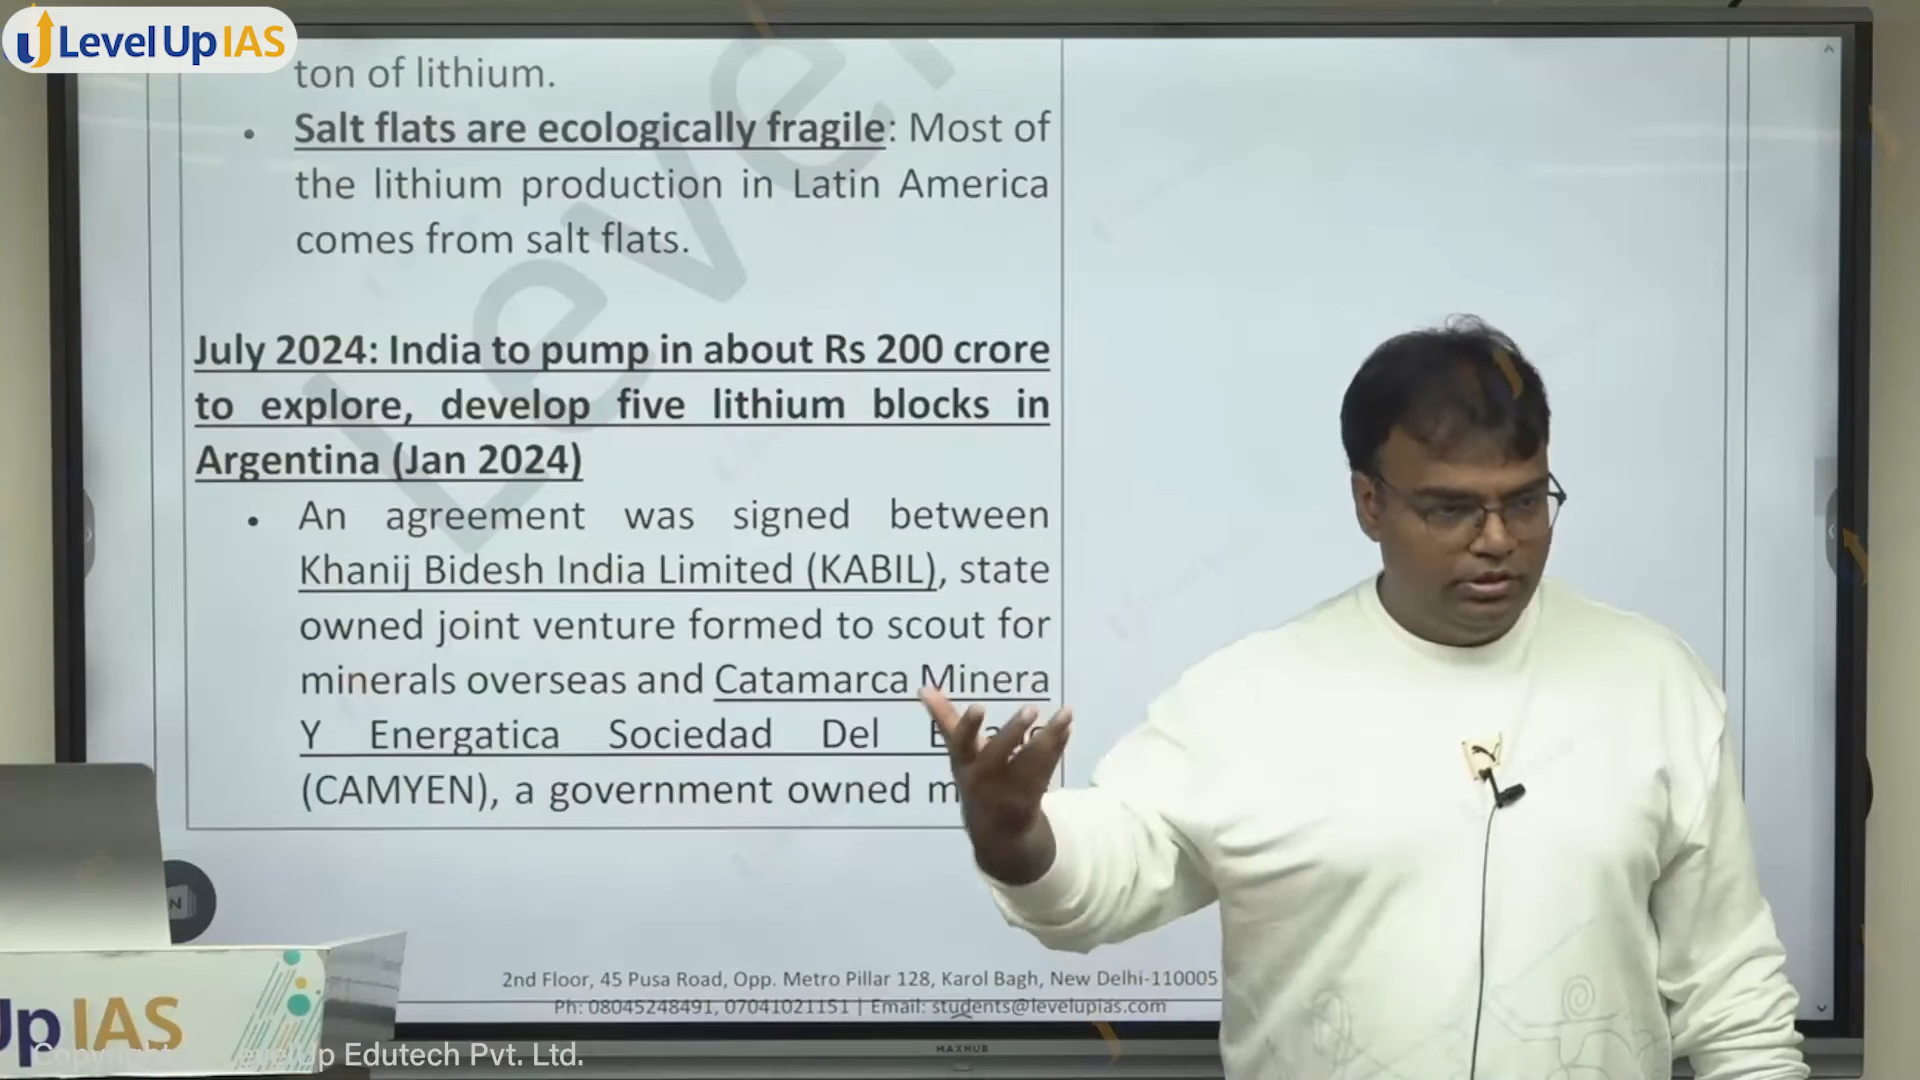 Level Up IAS
ton of lithium.
• Salt flats are ecologically fragile: Most of
the lithium production in Latin America
comes from salt flats.
July 2024: India to pump in about Rs 200 crore
to explore, develop five lithium blocks in
Argentina (Jan 2024)
• An agreement was signed between
Khanij Bidesh India Limited (KABIL), state
owned joint venture formed to scout for
minerals overseas and Catamarca Minera
Y Energatica Sociedad Del
(CAMYEN), a government owned
2nd Floor, 45 Pusa Road, Opp. Metro Pillar 128, Karol Bagh, New Delhi-110005
Ph: 08045248491, 07041021151 | Email: students@levelupias.com
MAXHUB
Up IAS
Edutech Pvt. Ltd.